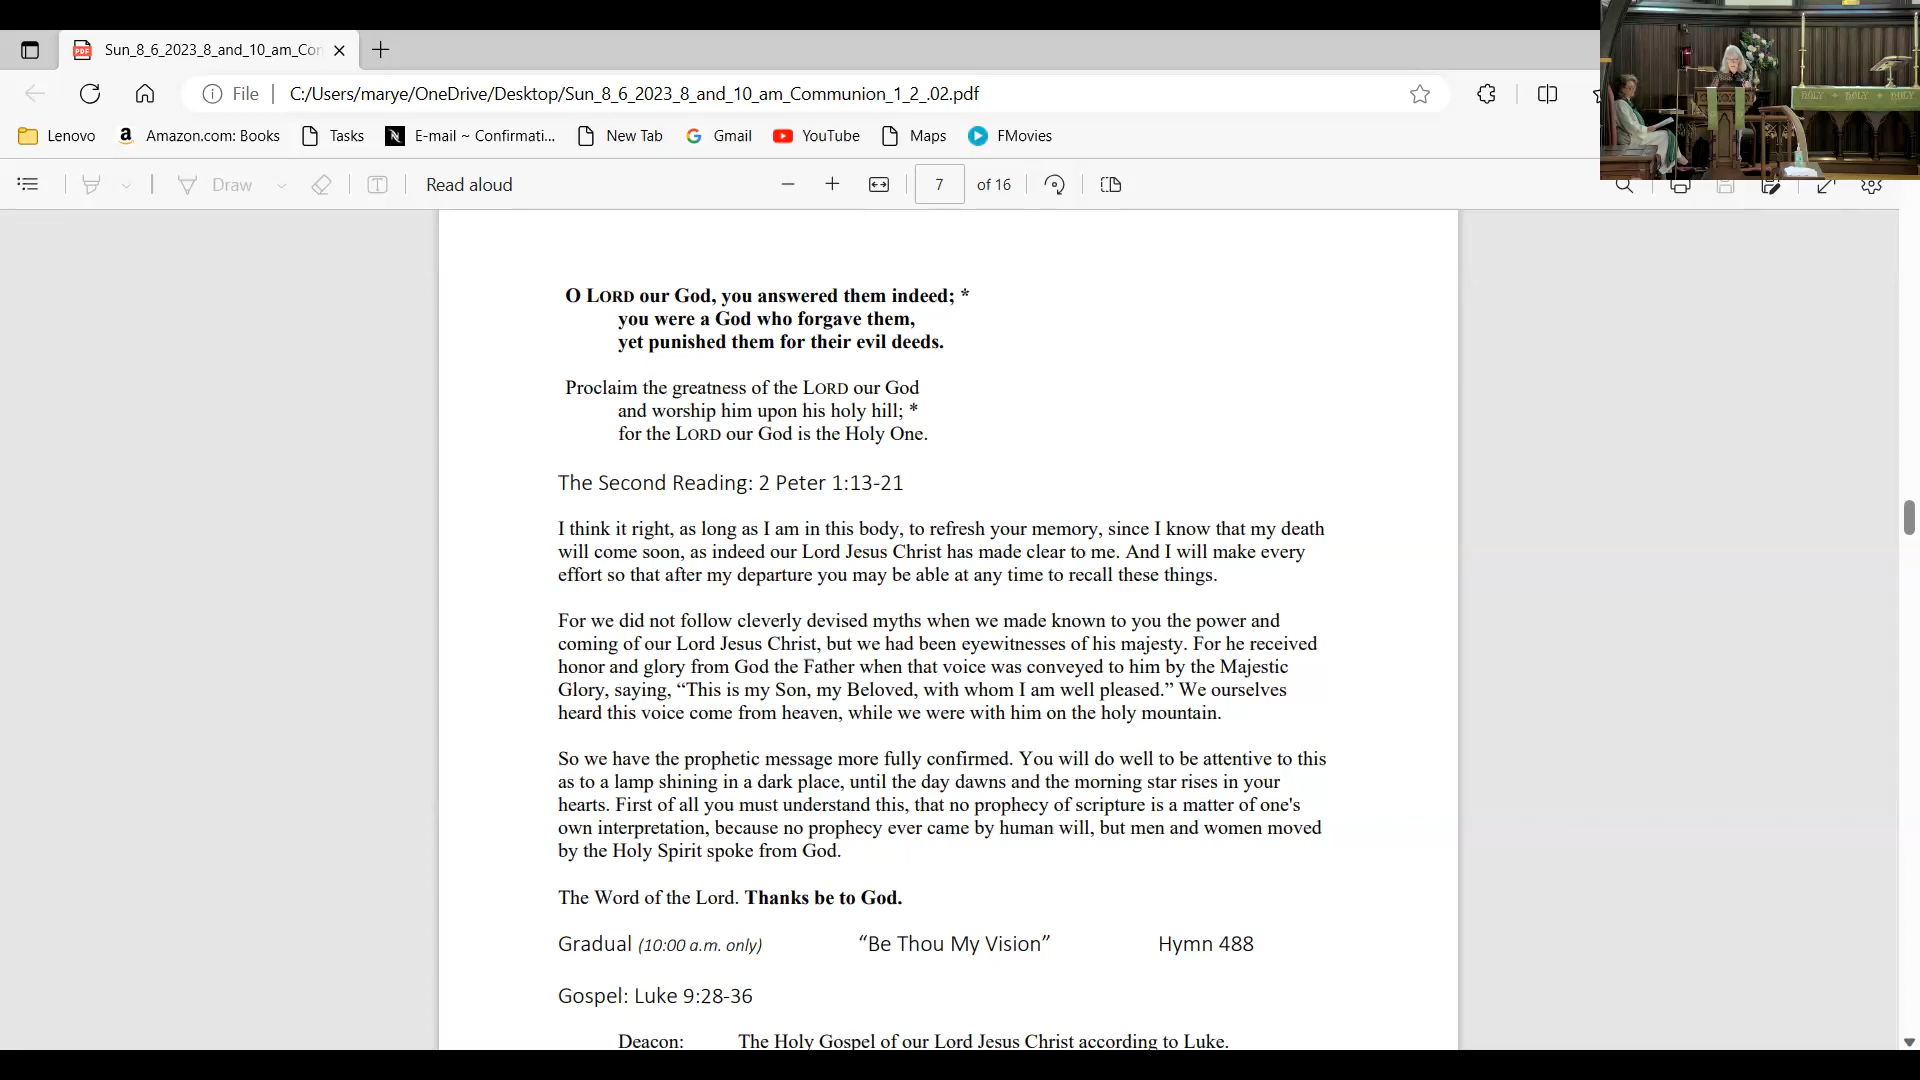 Sun_8_6_2023_8_and_10_am_Cor
File
C:/Users/marye/OneDrive/Desktop/Sun_8_6_2023_8_and_10_am_Communion_1_2_.02.pdf
Lenovo
Amazon.com: Books
Tasks
E-mail ~ Confirmati...
New Tab
Gmail
YouTube
Maps
FMovies
Draw
Read aloud
7 of 16
HOLY HOLY HOLY
O LORD our God, you answered them indeed; *
you were a God who forgave them,
yet punished them for their evil deeds.
Proclaim the greatness of the LORD our God
and worship him upon his holy hill; *
for the LORD our God is the Holy One.
The Second Reading: 2 Peter 1:13-21
I think it right, as long as I am in this body, to refresh your memory, since I know that my death
will come soon, as indeed our Lord Jesus Christ has made clear to me. And I will make every
effort so that after my departure you may be able at any time to recall these things.
For we did not follow cleverly devised myths when we made known to you the power and
coming of our Lord Jesus Christ, but we had been eyewitnesses of his majesty. For he received
honor and glory from God the Father when that voice was conveyed to him by the Majestic
Glory, saying, “This is my Son, my Beloved, with whom I am well pleased.” We ourselves
heard this voice come from heaven, while we were with him on the holy mountain.
So we have the prophetic message more fully confirmed. You will do well to be attentive to this
as to a lamp shining in a dark place, until the day dawns and the morning star rises in your
hearts. First of all you must understand this, that no prophecy of scripture is a matter of one's
own interpretation, because no prophecy ever came by human will, but men and women moved
by the Holy Spirit spoke from God.
The Word of the Lord. Thanks be to God.
Gradual (10:00 a.m. only) “Be Thou My Vision” Hymn 488
Gospel: Luke 9:28-36
Deacon: The Holy Gospel of our Lord Jesus Christ according to Luke.